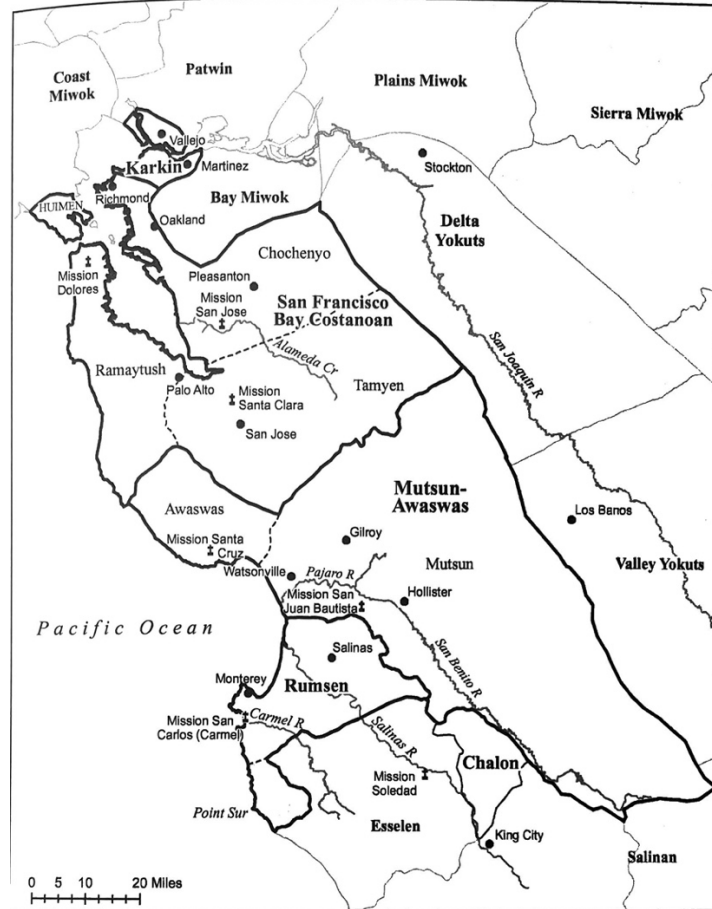 Coast
Miwok
Patwin
Plains Miwok
Sierra Miwok
Vallejo
Karkin
Martinez
Stockton
Richmond
Bay Miwok
HUIMEN
Oakland
Delta
Yokuts
Chochenyo
Mission
Dolores
Pleasanton
Mission
San Jose
San Francisco
Bay Costanoan
San Joaquin R
Alameda Cr
Ramaytush
Palo Alto
Tamyen
Mission
Santa Clara
San Jose
Mutsun-
Awaswas
Awaswas
Los Banos
Gilroy
Mission Santa
Cruz
Mutsun
Valley Yokuts
Watsonville
Pajaro R
Mission San
Juan Bautista
Hollister
Pacific Ocean
San Benito R
Salinas
Monterey
Rumsen
Mission San
Carlos (Carmel)
Carmel R
Salinas R
Chalon
Mission
Soledad
Point Sur
Esselen
King City
Salinan
0 5 10 20 Miles